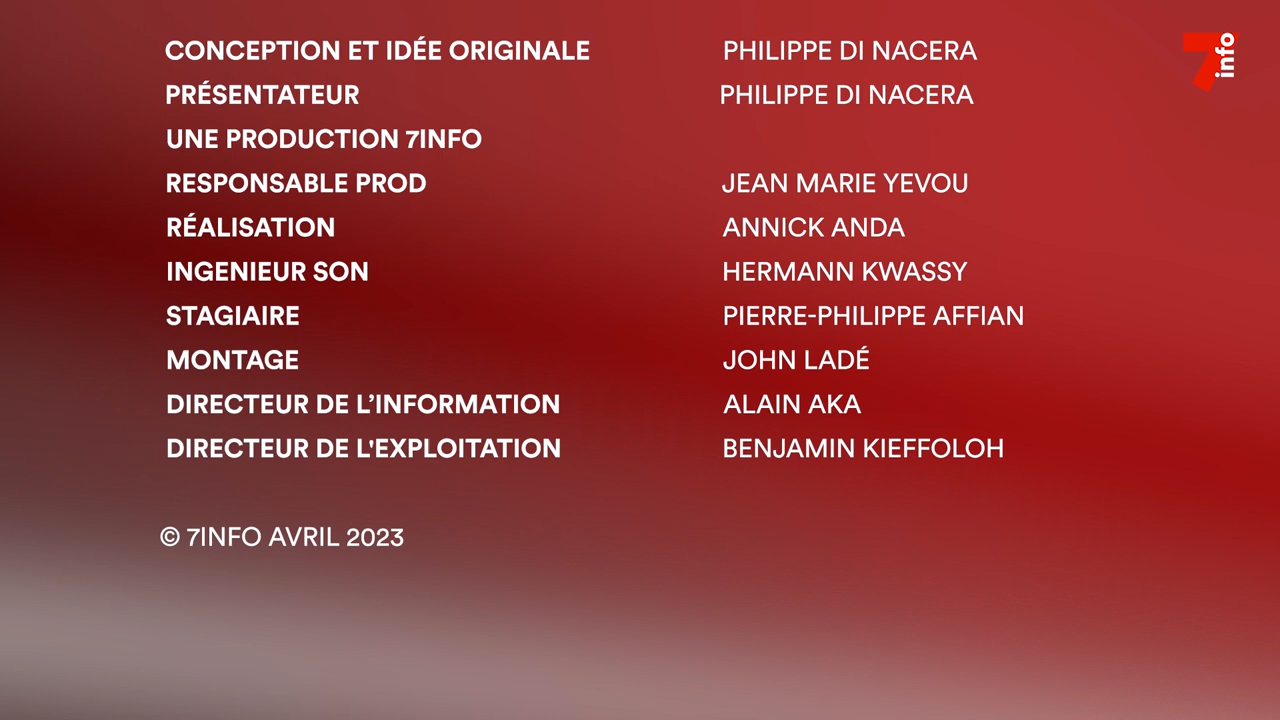 CONCEPTION ET IDÉE ORIGINALE PHILIPPE DI NACERA
PRÉSENTATEUR PHILIPPE DI NACERA
UNE PRODUCTION 7INFO
RESPONSABLE PROD JEAN MARIE YEVOU
RÉALISATION ANNICK ANDA
INGENIEUR SON HERMANN KWASSY
STAGIAIRE PIERRE-PHILIPPE AFFIAN
MONTAGE JOHN LADÉ
DIRECTEUR DE L’INFORMATION ALAIN AKA
DIRECTEUR DE L'EXPLOITATION BENJAMIN KIEFFOLOH
© 7INFO AVRIL 2023
7info